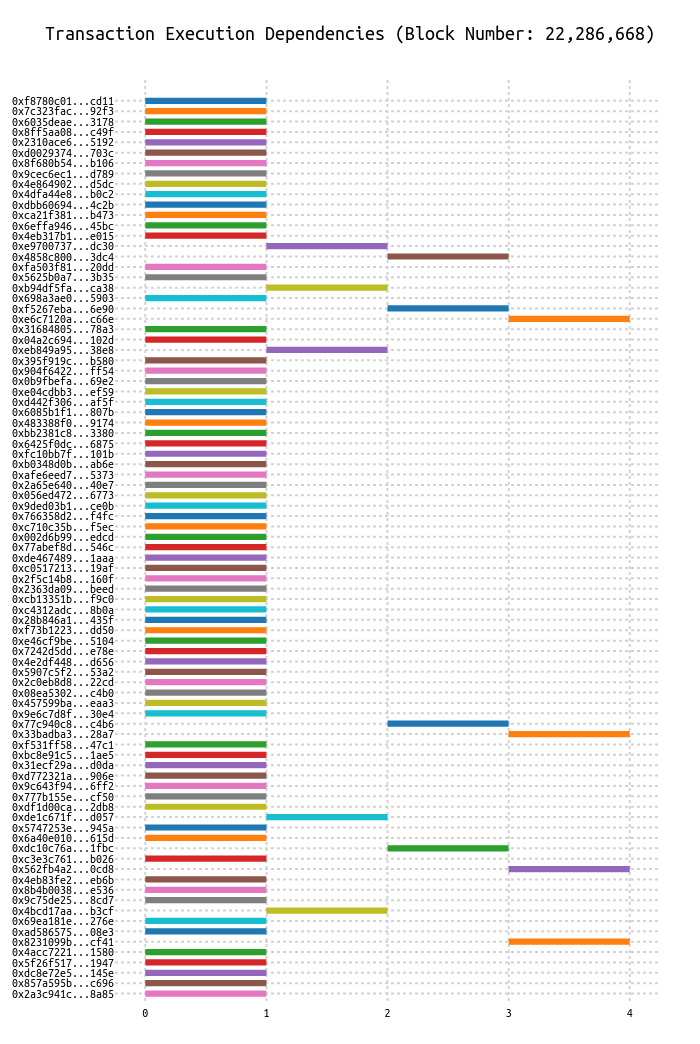 Transaction Execution Dependencies (Block Number: 22,286,668)
0xf8780c01...cd11
0x7c323fac...92f3
0x6035deae...3178
0x8ff5aa08...c49f
0x2310ace6...5192
0xd0029374...703c
0x8f680b54...b106
0x9cec6ec1...d789
0x4e864902...d5dc
0x4dfa44e8...b0c2
0xdbb60694...4c2b
0xca21f381...b473
0x6effa946...45bc
0x4eb317b1...e015
0xe9700737...dc30
0x4858c800...3dc4
0xfa503f81...20dd
0x5625b0a7...3b35
0xb94df5fa...ca38
0x698a3ae0...5903
0xf5267eba...6e90
0xe6c7120a...c66e
0x31684805...78a3
0x04a2c694...102d
0xeb849a95...38e8
0x395f919c...b580
0x904f6422...ff54
0x0b9fbefa...69e2
0xe04cdbb3...ef59
0xd442f306...af5f
0x6085b1f1...807b
0x483388f0...9174
0xbb2381c8...3380
0x6425f0dc...6875
0xfc10bb7f...101b
0xb0348d0b...ab6e
0xafe6eed7...5373
0x2a65e640...40e7
0x056ed472...6773
0x9ded03b1...ce0b
0x766358d2...f4fc
0xc710c35b...f5ec
0x002d6b99...edcd
0x77abef8d...546c
0xde467489...1aaa
0xc0517213...19af
0x2f5c14b8...160f
0x2363da09...beed
0xcb13351b...f9c0
0xc4312adc...8b0a
0x28b846a1...435f
0xf73b1223...dd50
0xe46cf9be...5104
0x7242d5dd...e78e
0x4e2df448...d656
0x5907c5f2...53a2
0x2c0eb8d8...22cd
0x08ea5302...c4b0
0x457599ba...eaa3
0x9e6c7d8f...30e4
0x77c940c8...c4b6
0x33badba3...28a7
0xf531ff58...47c1
0xbc8e91c5...1ae5
0x31ecf29a...d0da
0xd772321a...906e
0x9c643f94...6ff2
0x777b155e...cf50
0xdf1d00ca...2db8
0xde1c671f...d057
0x5747253e...945a
0x6a40e010...615d
0xdc10c76a...1fbc
0xc3e3c761...b026
0x562fb4a2...0cd8
0x4eb83fe2...eb6b
0x8b4b0038...e536
0x9c75de25...8cd7
0x4bcd17aa...b3cf
0x69ea181e...276e
0xad586575...08e3
0x8231099b...cf41
0x4acc7221...1580
0x5f26f517...1947
0xdc8e72e5...145e
0x857a595b...c696
0x2a3c941c...8a85
0 1 2 3 4